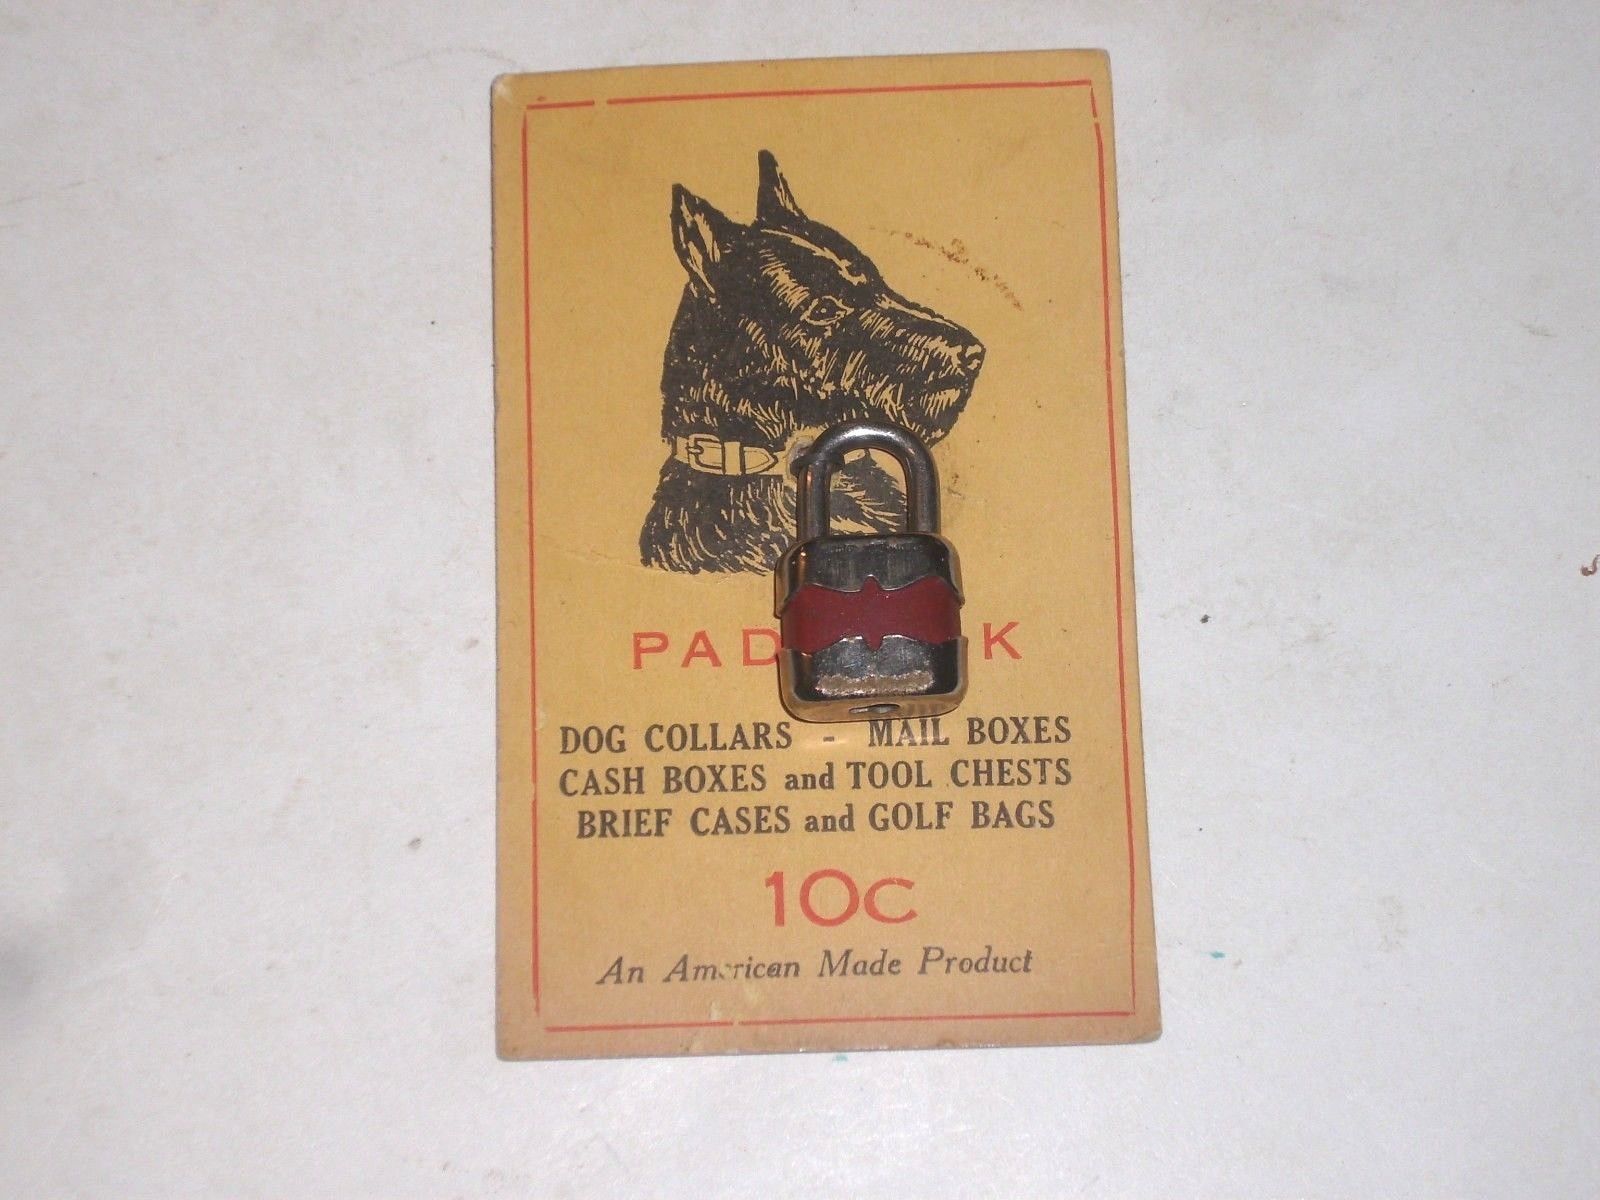 PAD K
DOG COLLARS - MAIL BOXES
CASH BOXES and TOOL CHESTS
BRIEF CASES and GOLF BAGS
10c
An American Made Product